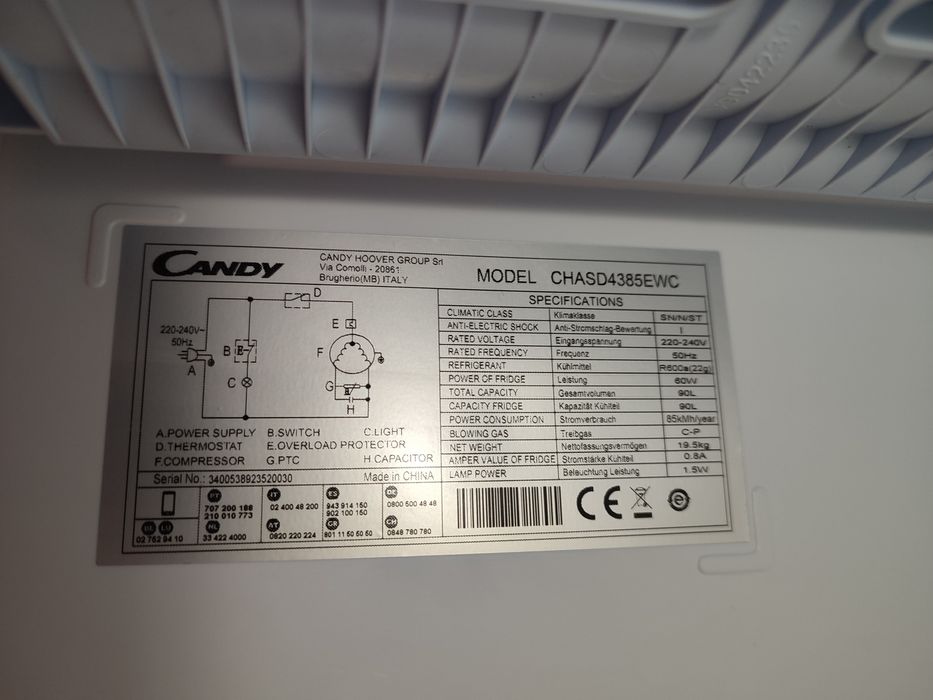 CANDY
CANDY HOOVER GROUP Srl
Via Comolli - 20861
Brugherio(MB) ITALY
MODEL CHASD4385EWC
SPECIFICATIONS
CLIMATIC CLASS Klimaklasse SN/N/ST
ANTI-ELECTRIC SHOCK Anti-Stromschlag-Bewertung I
RATED VOLTAGE Eingangsspannung 220-240V
RATED FREQUENCY Frequenz 50Hz
REFRIGERANT Kühlmittel R600a(22g)
POWER OF FRIDGE Leistung 60W
TOTAL CAPACITY Gesamtvolumen 90L
CAPACITY FRIDGE Kapazität Kühlteil 90L
POWER CONSUMPTION Stromverbrauch 85kWh/year
BLOWING GAS Treibgas C-P
NET WEIGHT Nettofassungsvermögen 19.5kg
AMPER VALUE OF FRIDGE Stromstärke Kühlteil 0.8A
LAMP POWER Beleuchtung Leistung 1.5W
220-240V~
50Hz
A
B
C
D
E
F
G
H
A.POWER SUPPLY B.SWITCH C.LIGHT
D.THERMOSTAT E.OVERLOAD PROTECTOR
F.COMPRESSOR G.PTC H.CAPACITOR
Serial No.: 3400538923520030 Made in CHINA
PT
707 200 188
210 010 773
IT
02 400 48 200
ES
943 914 150
902 100 150
DE
0800 500 48 48
LU
02 752 94 10
NL
33 422 4000
AT
0820 220 224
GR
801 11 50 50 50
CH
0848 780 780
CE